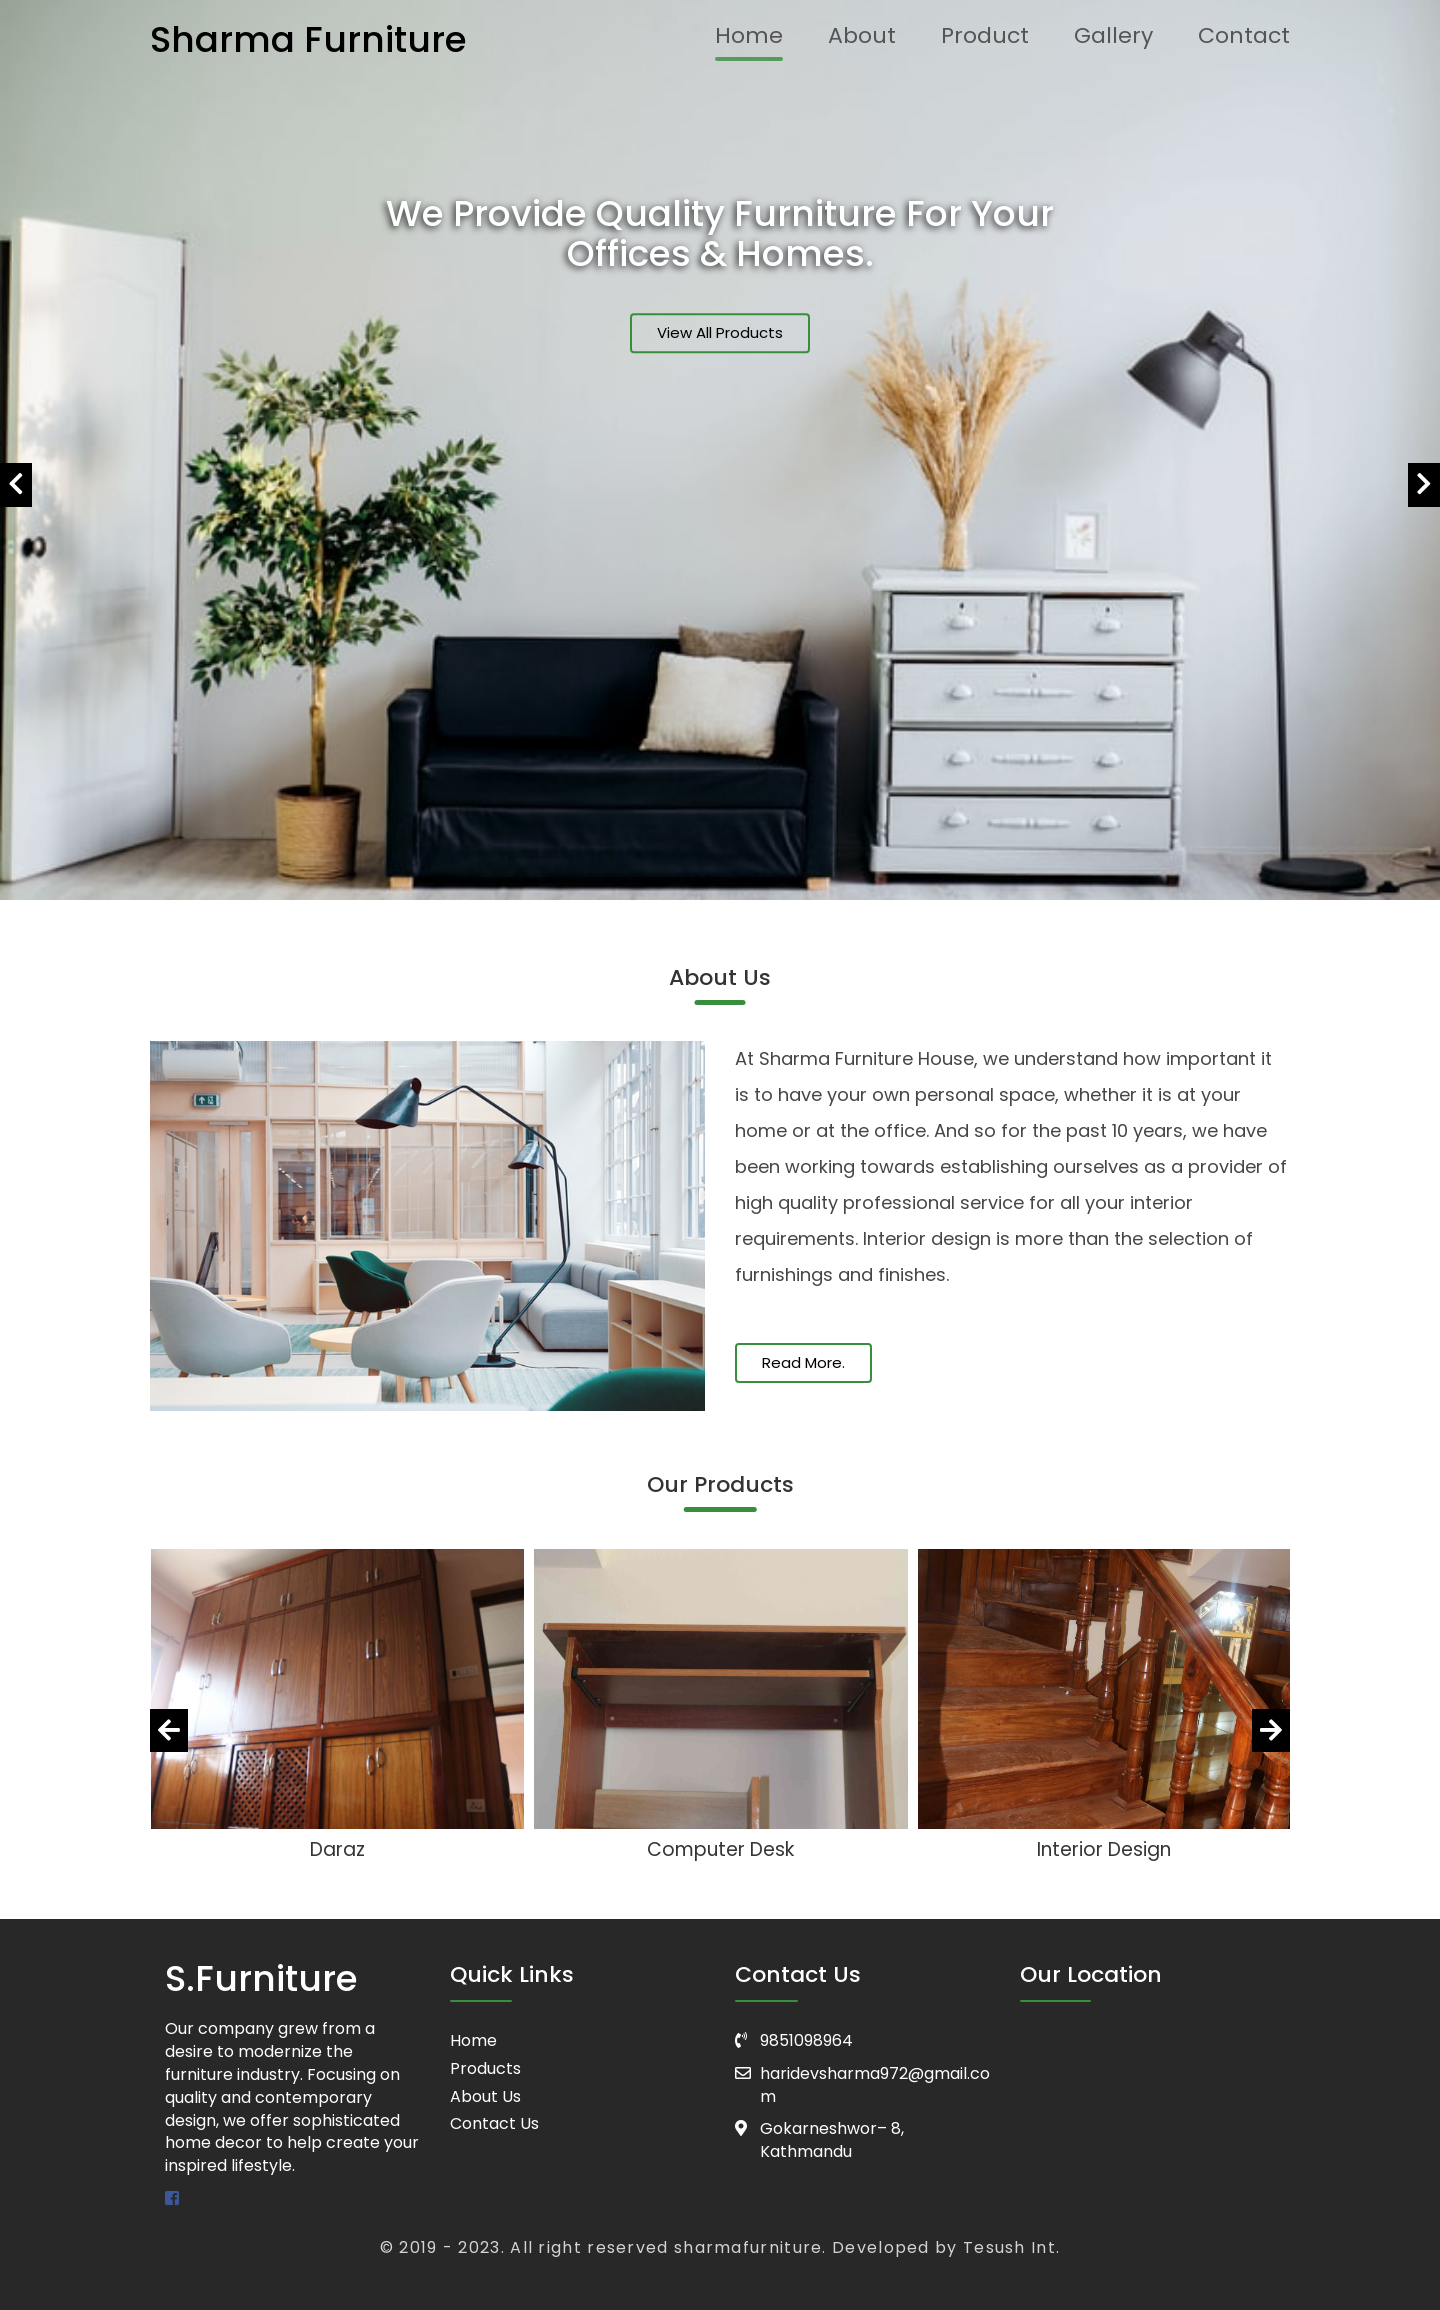 Sharma Furniture
Home
About
Product
Gallery
Contact
We Provide Quality Furniture For Your
Offices & Homes.
View All Products
About Us
At Sharma Furniture House, we understand how important it
is to have your own personal space, whether it is at your
home or at the office. And so for the past 10 years, we have
been working towards establishing ourselves as a provider of
high quality professional service for all your interior
requirements. Interior design is more than the selection of
furnishings and finishes.
Read More.
Our Products
Daraz
Computer Desk
Interior Design
S.Furniture
Our company grew from a
desire to modernize the
furniture industry. Focusing on
quality and contemporary
design, we offer sophisticated
home decor to help create your
inspired lifestyle.
Quick Links
Home
Products
About Us
Contact Us
Contact Us
9851098964
haridevsharma972@gmail.co
m
Gokarneshwor– 8,
Kathmandu
Our Location
© 2019 - 2023. All right reserved sharmafurniture. Developed by Tesush Int.